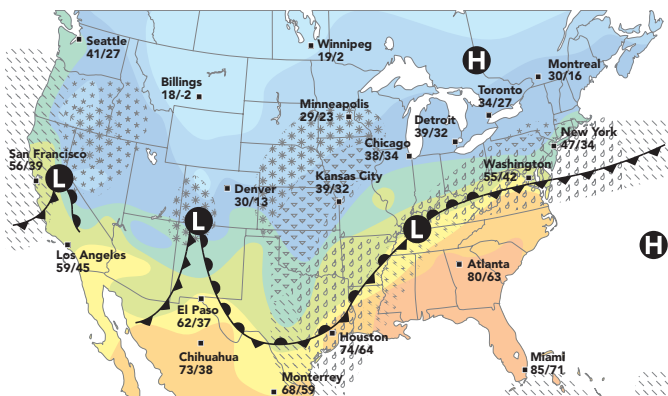 Seattle
41/27
Winnipeg
19/2
H
Montreal
30/16
Billings
18/-2
Toronto
34/27
Minneapolis
29/23
Detroit
39/32
New York
47/34
Chicago
38/34
San Francisco
56/39
Washington
55/42
L
Kansas City
39/32
Denver
30/13
L
L
H
Los Angeles
59/45
Atlanta
80/63
El Paso
62/37
Houston
74/64
Chihuahua
73/38
Miami
85/71
Monterrey
68/59